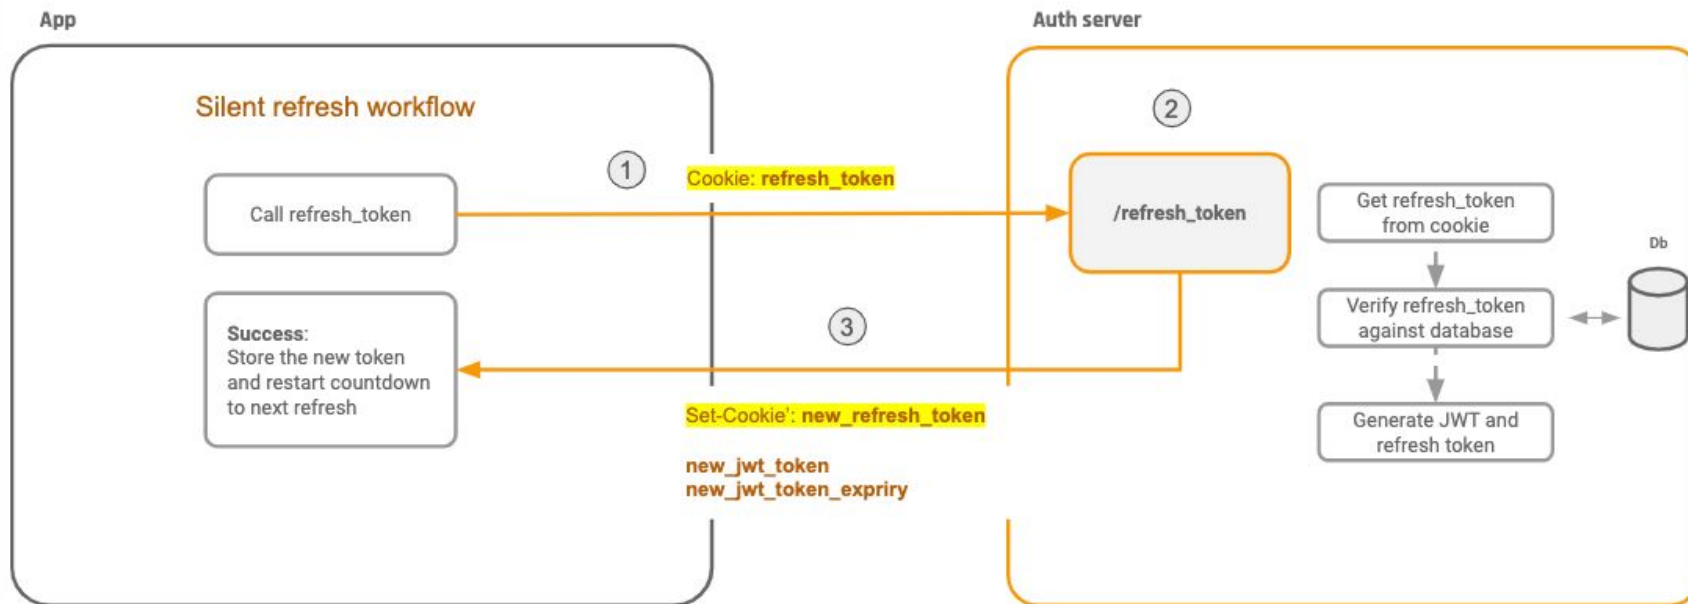 App
Auth server
Silent refresh workflow
2
1
Cookie: refresh_token
Call refresh_token
/refresh_token
Get refresh_token
from cookie
Db
Verify refresh_token
against database
3
Success:
Store the new token
and restart countdown
to next refresh
Set-Cookie': new_refresh_token
Generate JWT and
refresh token
new_jwt_token
new_jwt_token_expriry